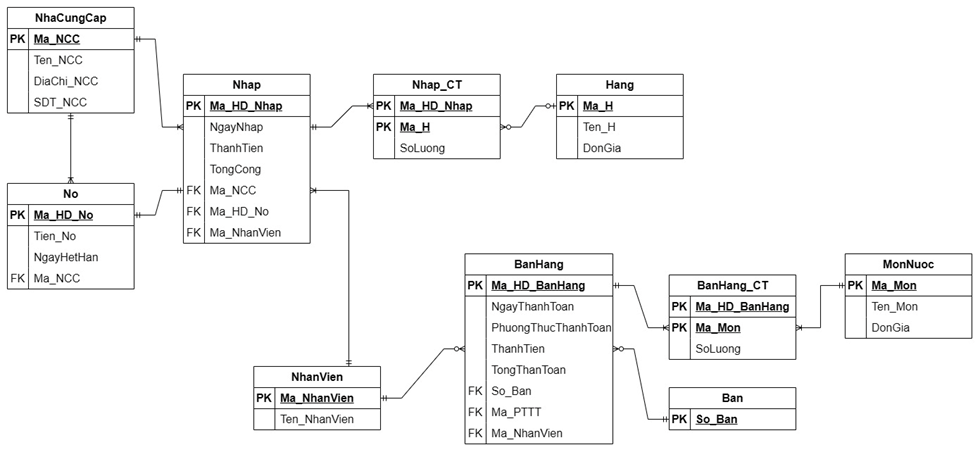 NhaCungCap
PK Ma_NCC
Ten_NCC
DiaChi_NCC
SDT_NCC
Nhap
PK Ma_HD_Nhap
NgayNhap
ThanhTien
TongCong
FK Ma_NCC
FK Ma_HD_No
FK Ma_NhanVien
Nhap_CT
PK Ma_HD_Nhap
PK Ma_H
SoLuong
Hang
PK Ma_H
Ten_H
DonGia
No
PK Ma_HD_No
Tien_No
NgayHetHan
FK Ma_NCC
BanHang
PK Ma_HD_BanHang
NgayThanhToan
PhuongThucThanhToan
ThanhTien
TongThanToan
FK So_Ban
FK Ma_PTTT
FK Ma_NhanVien
BanHang_CT
PK Ma_HD_BanHang
PK Ma_Mon
SoLuong
MonNuoc
PK Ma_Mon
Ten_Mon
DonGia
NhanVien
PK Ma_NhanVien
Ten_NhanVien
Ban
PK So_Ban